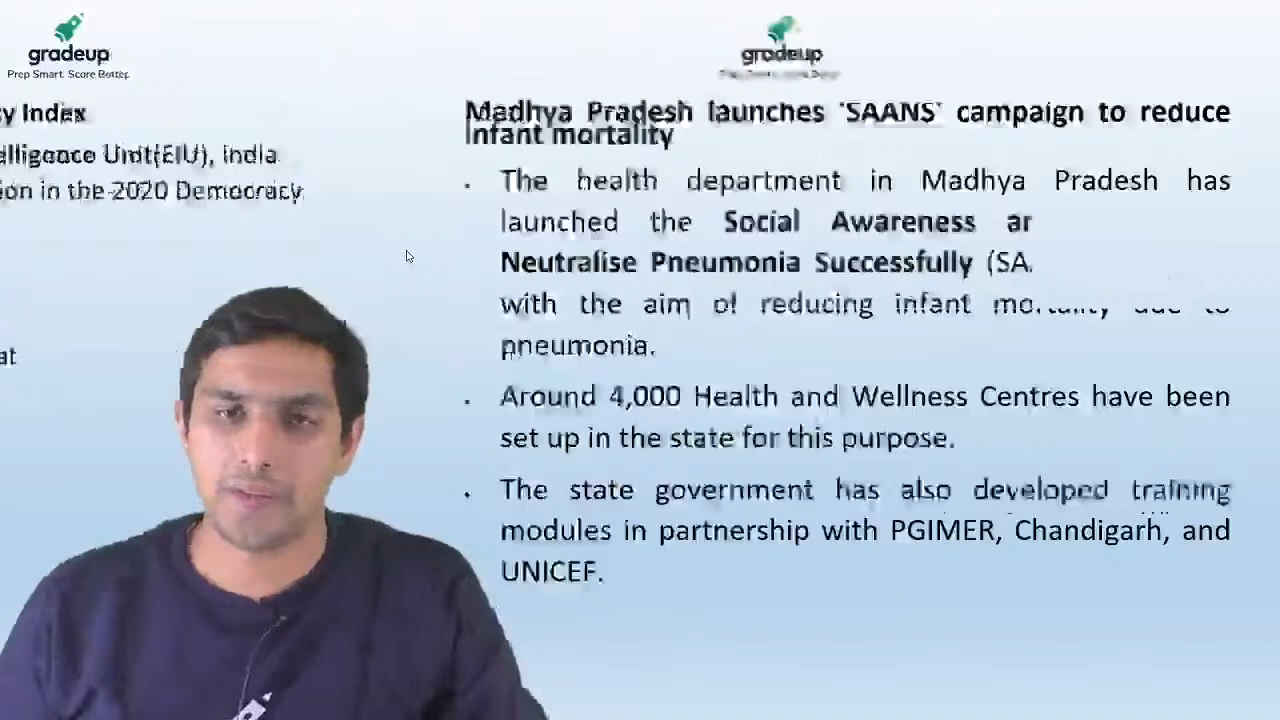 gradeup
Prep Smart. Score Better.
gradeup
y Index
elligence Unit(EIU), India
ion in the 2020 Democracy
at
Madhya Pradesh launches 'SAANS' campaign to reduce
infant mortality
The health department in Madhya Pradesh has
launched the Social Awareness ar
Neutralise Pneumonia Successfully (SA
with the aim of reducing infant mortality due to
pneumonia.
Around 4,000 Health and Wellness Centres have been
set up in the state for this purpose.
The state government has also developed training
modules in partnership with PGIMER, Chandigarh, and
UNICEF.